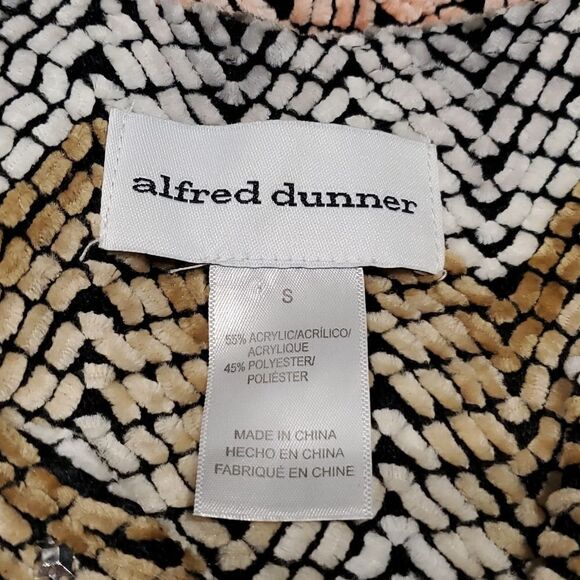 alfred dunner
S
55% ACRYLIC/ACRÍLICO/
ACRYLIQUE
45% POLYESTER/
POLIÉSTER
MADE IN CHINA
HECHO EN CHINA
FABRIQUÉ EN CHINE